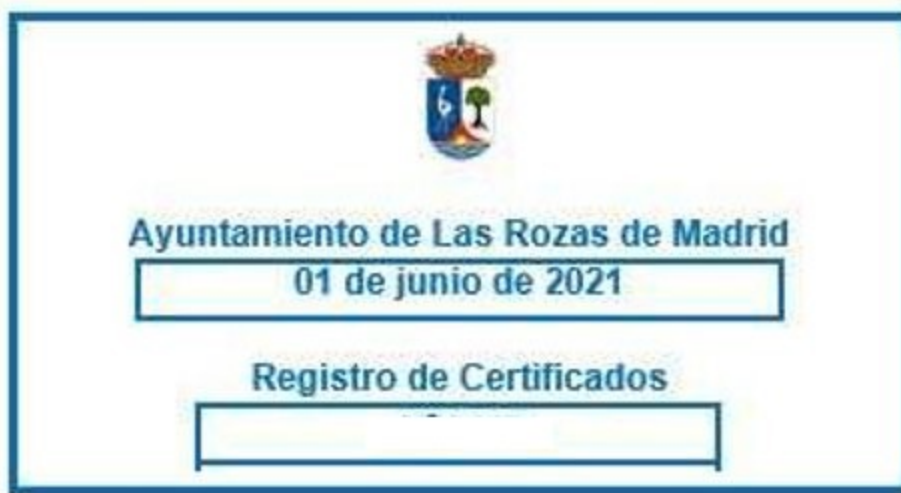 Ayuntamiento de Las Rozas de Madrid
01 de junio de 2021
Registro de Certificados